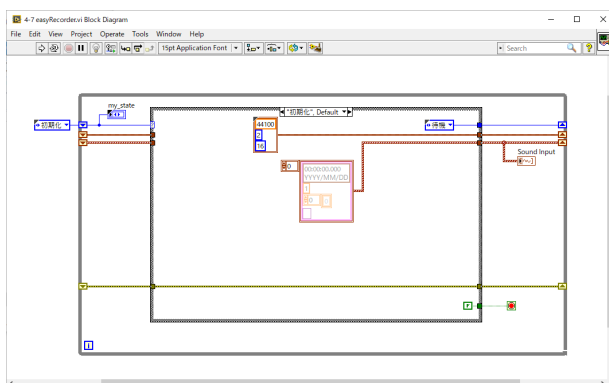 4-7 easyRecorder.vi Block Diagram
File Edit View Project Operate Tools Window Help
15pt Application Font
Search
my_state
初期化
"初期化", Default
44100
2
16
待機
Sound Input
0
00:00:00.000
YYYY/MM/DD
1
0
0
F
i